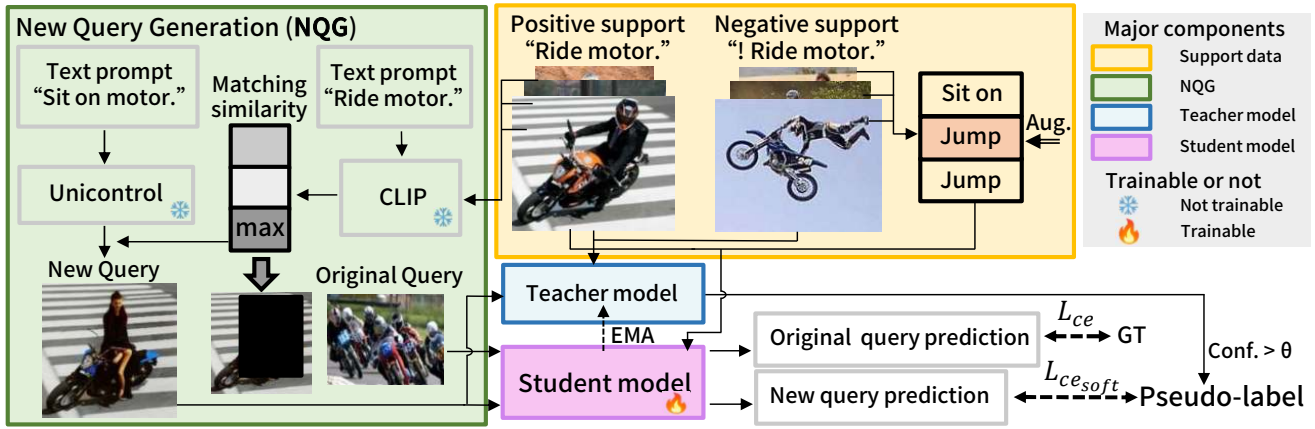 New Query Generation (NQG)
Text prompt
“Sit on motor.”
Matching
similarity
Text prompt
“Ride motor.”
Unicontrol
max
CLIP
New Query
Original Query
Positive support
“Ride motor.”
Negative support
“! Ride motor.”
Sit on
Jump
Jump
Aug.
Teacher model
EMA
Student model
Original query prediction
New query prediction
L_ce
GT
Conf. > θ
L_ce_soft
Pseudo-label
Major components
Support data
NQG
Teacher model
Student model
Trainable or not
Not trainable
Trainable